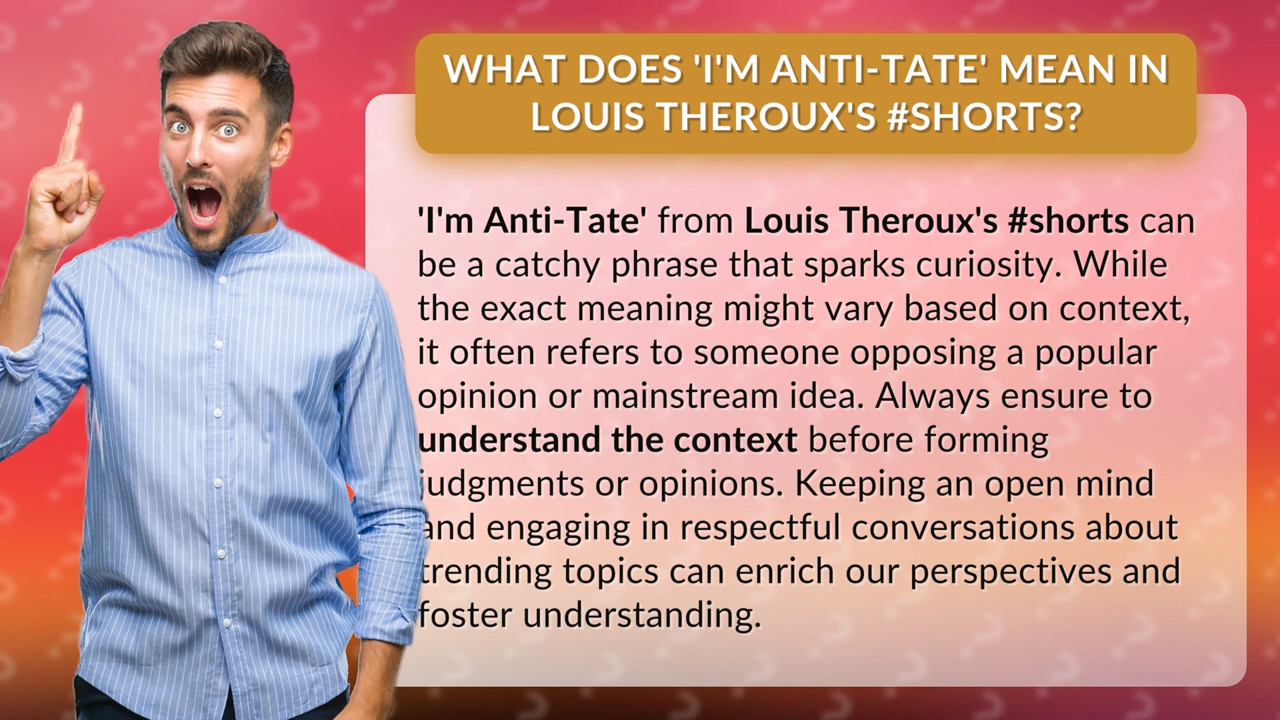 WHAT DOES 'I'M ANTI-TATE' MEAN IN
LOUIS THEROUX'S #SHORTS?
'I'm Anti-Tate' from Louis Theroux's #shorts can
be a catchy phrase that sparks curiosity. While
the exact meaning might vary based on context,
it often refers to someone opposing a popular
opinion or mainstream idea. Always ensure to
understand the context before forming
judgments or opinions. Keeping an open mind
and engaging in respectful conversations about
trending topics can enrich our perspectives and
foster understanding.